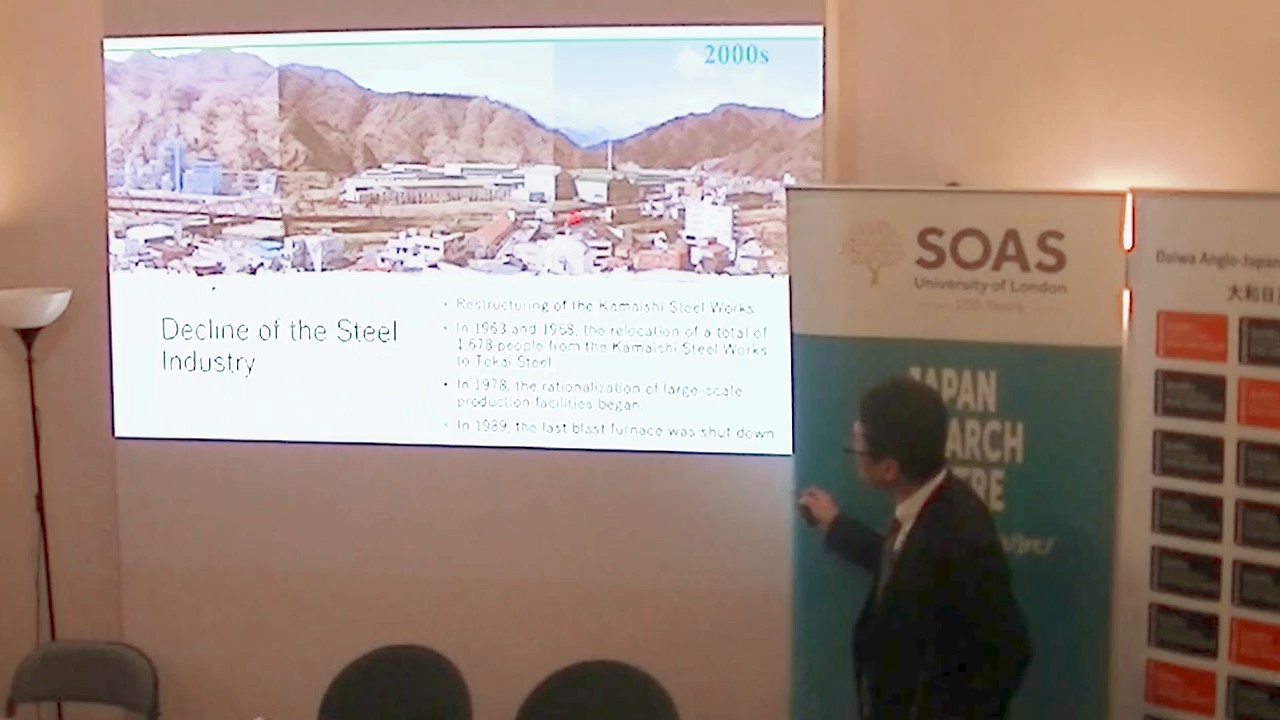 2000s
Decline of the Steel
Industry
• Restructuring of the Kamaishi Steel Works
• In 1963 and 1968, the relocation of a total of
1,678 people from the Kamaishi Steel Works
to Tokai Steel
• In 1978, the rationalization of large-scale
production facilities began
• In 1989, the last blast furnace was shut down
SOAS
University of London
JAPAN
ARCH
TRE
Daiwa Anglo-Japan
大和日